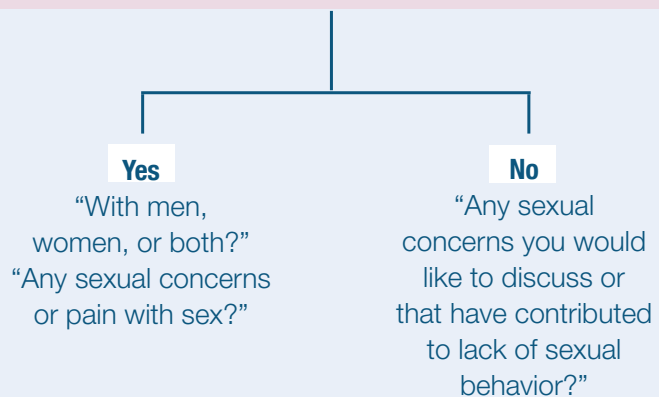 Yes
“With men,
women, or both?”
“Any sexual concerns
or pain with sex?”
No
“Any sexual
concerns you would
like to discuss or
that have contributed
to lack of sexual
behavior?”